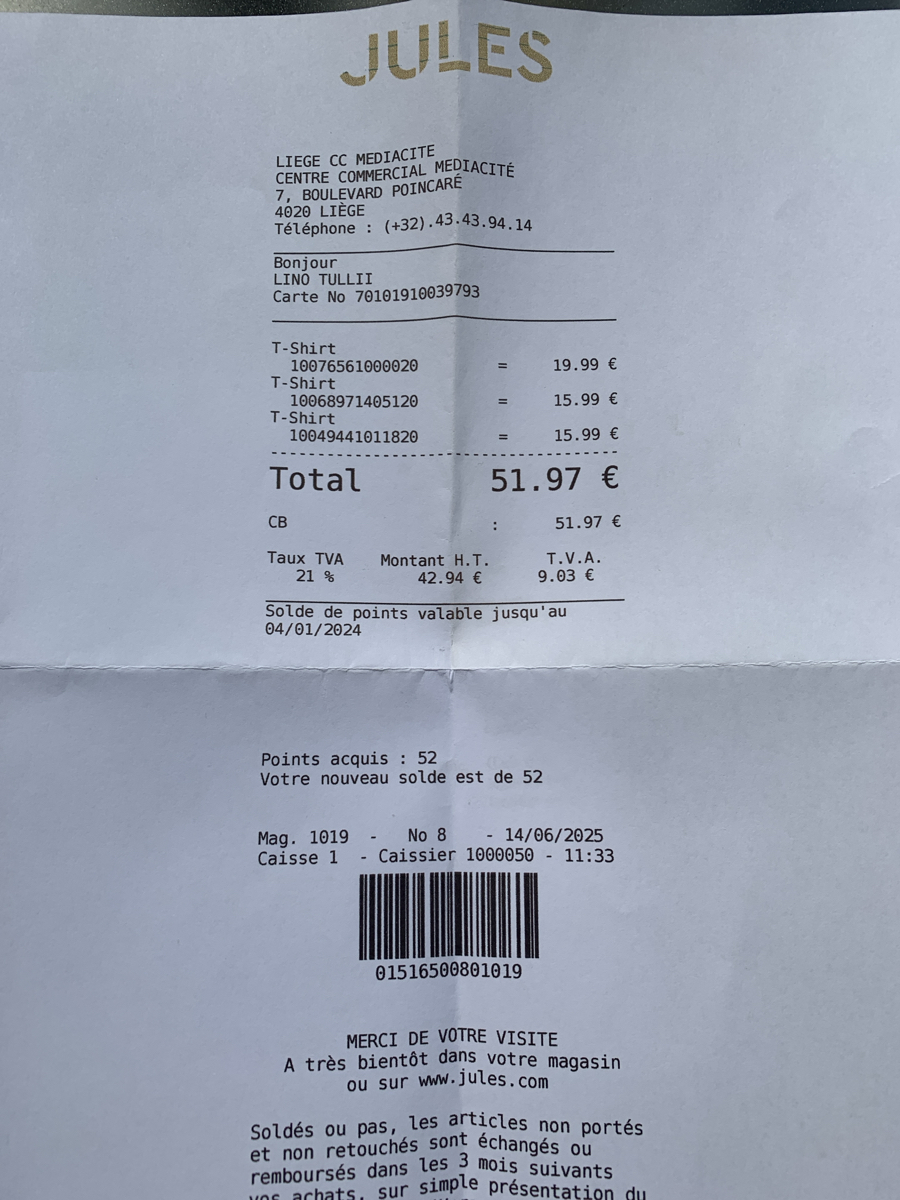 JULES
LIEGE CC MEDIACITE
CENTRE COMMERCIAL MEDIACITÉ
7, BOULEVARD POINCARÉ
4020 LIÈGE
Téléphone : (+32).43.43.94.14
Bonjour
LINO TULLII
Carte No 70101910039793
T-Shirt
10076561000020 = 19.99 €
T-Shirt
10068971405120 = 15.99 €
T-Shirt
10049441011820 = 15.99 €
Total 51.97 €
CB : 51.97 €
Taux TVA Montant H.T. T.V.A.
21 % 42.94 € 9.03 €
Solde de points valable jusqu'au
04/01/2024
Points acquis : 52
Votre nouveau solde est de 52
Mag. 1019 - No 8 - 14/06/2025
Caisse 1 - Caissier 1000050 - 11:33
01516500801019
MERCI DE VOTRE VISITE
A très bientôt dans votre magasin
ou sur www.jules.com
Soldés ou pas, les articles non portés
et non retouchés sont échangés ou
remboursés dans les 3 mois suivants
vos achats, sur simple présentation du